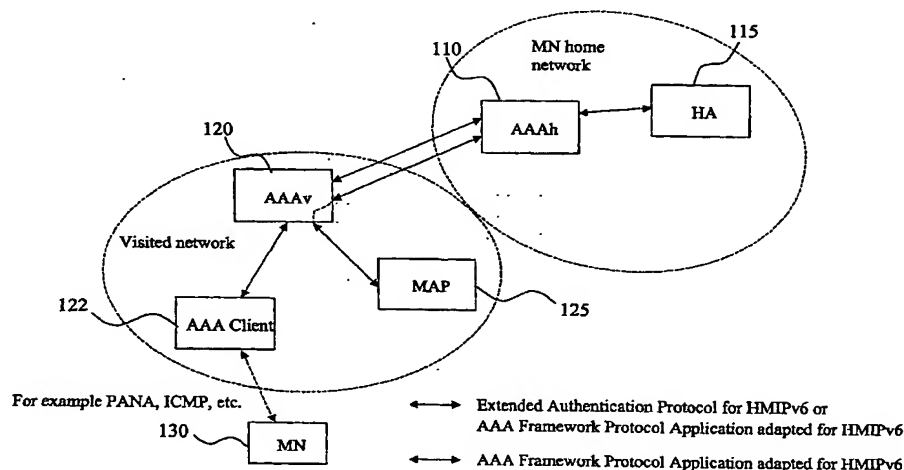 MN home
network
110
115
AAAh
HA
120
AAAv
Visited network
MAP
125
122
AAA Client
For example PANA, ICMP, etc.
130
MN
Extended Authentication Protocol for HMIPv6 or
AAA Framework Protocol Application adapted for HMIPv6
AAA Framework Protocol Application adapted for HMIPv6